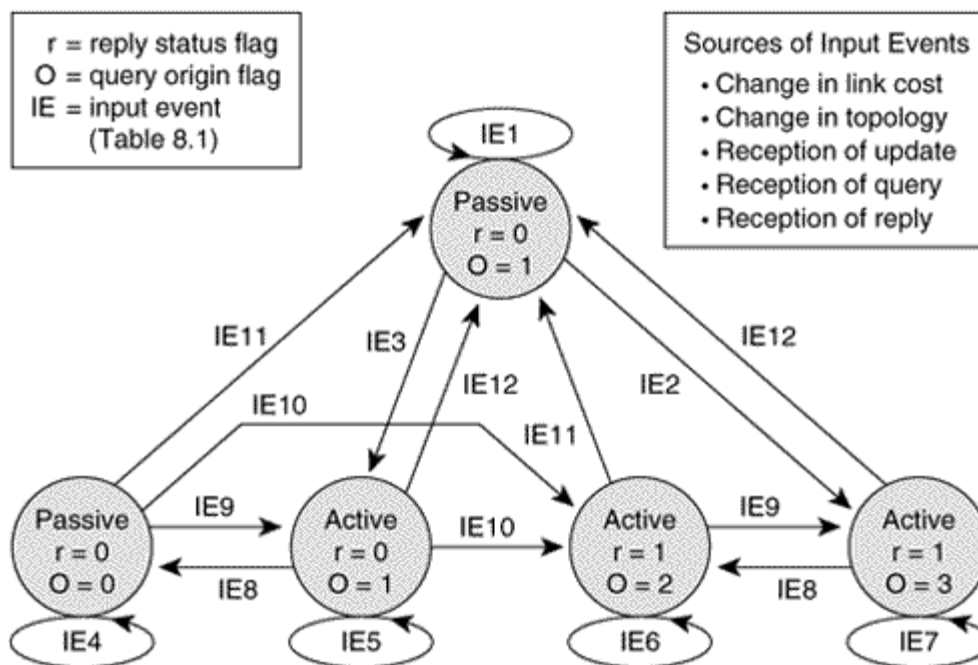 r = reply status flag
O = query origin flag
IE = input event
(Table 8.1)
Sources of Input Events
• Change in link cost
• Change in topology
• Reception of update
• Reception of query
• Reception of reply
IE1
Passive
r = 0
O = 1
IE11
IE3
IE12
IE2
IE12
IE10
IE11
Passive
r = 0
O = 0
IE9
IE8
Active
r = 0
O = 1
IE10
Active
r = 1
O = 2
IE9
IE8
Active
r = 1
O = 3
IE4
IE5
IE6
IE7